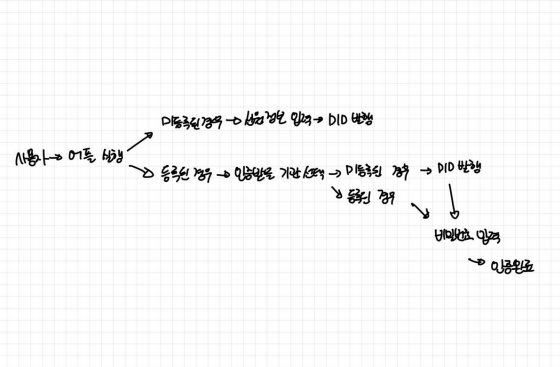 미등록된 경우 → 신원 정보 입력 → DID 발행
사용자 → 어플 실행
등록된 경우 → 인증받을 기관 선택 → 미등록된 경우 → DID 발행
등록된 경우
비밀번호 입력
인증완료